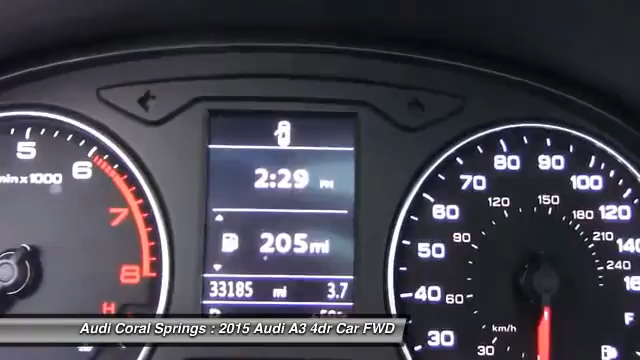 5
6
min x 1000
7
8
H
2:29 PM
205 mi
33185 mi 3.7
80 90
70 100
60 120
50 140
40
30
120 150 180
90 210
60 240
30
km/h
F
Audi Coral Springs : 2015 Audi A3 4dr Car FWD